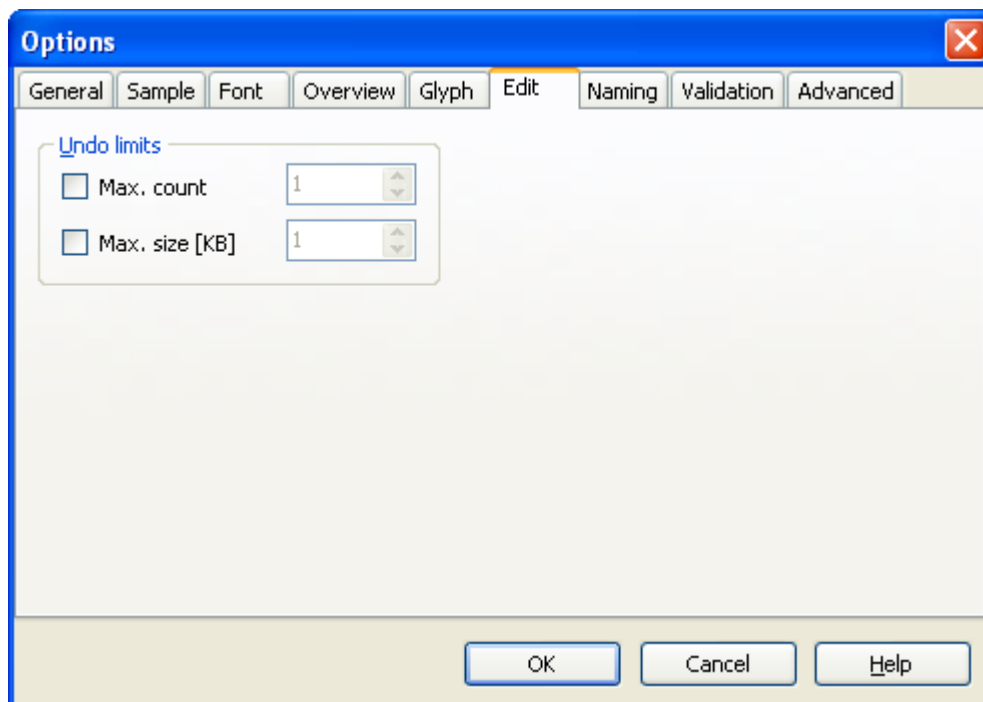 Options
General Sample Font Overview Glyph Edit Naming Validation Advanced
Undo limits
Max. count 1
Max. size [KB] 1
OK Cancel Help